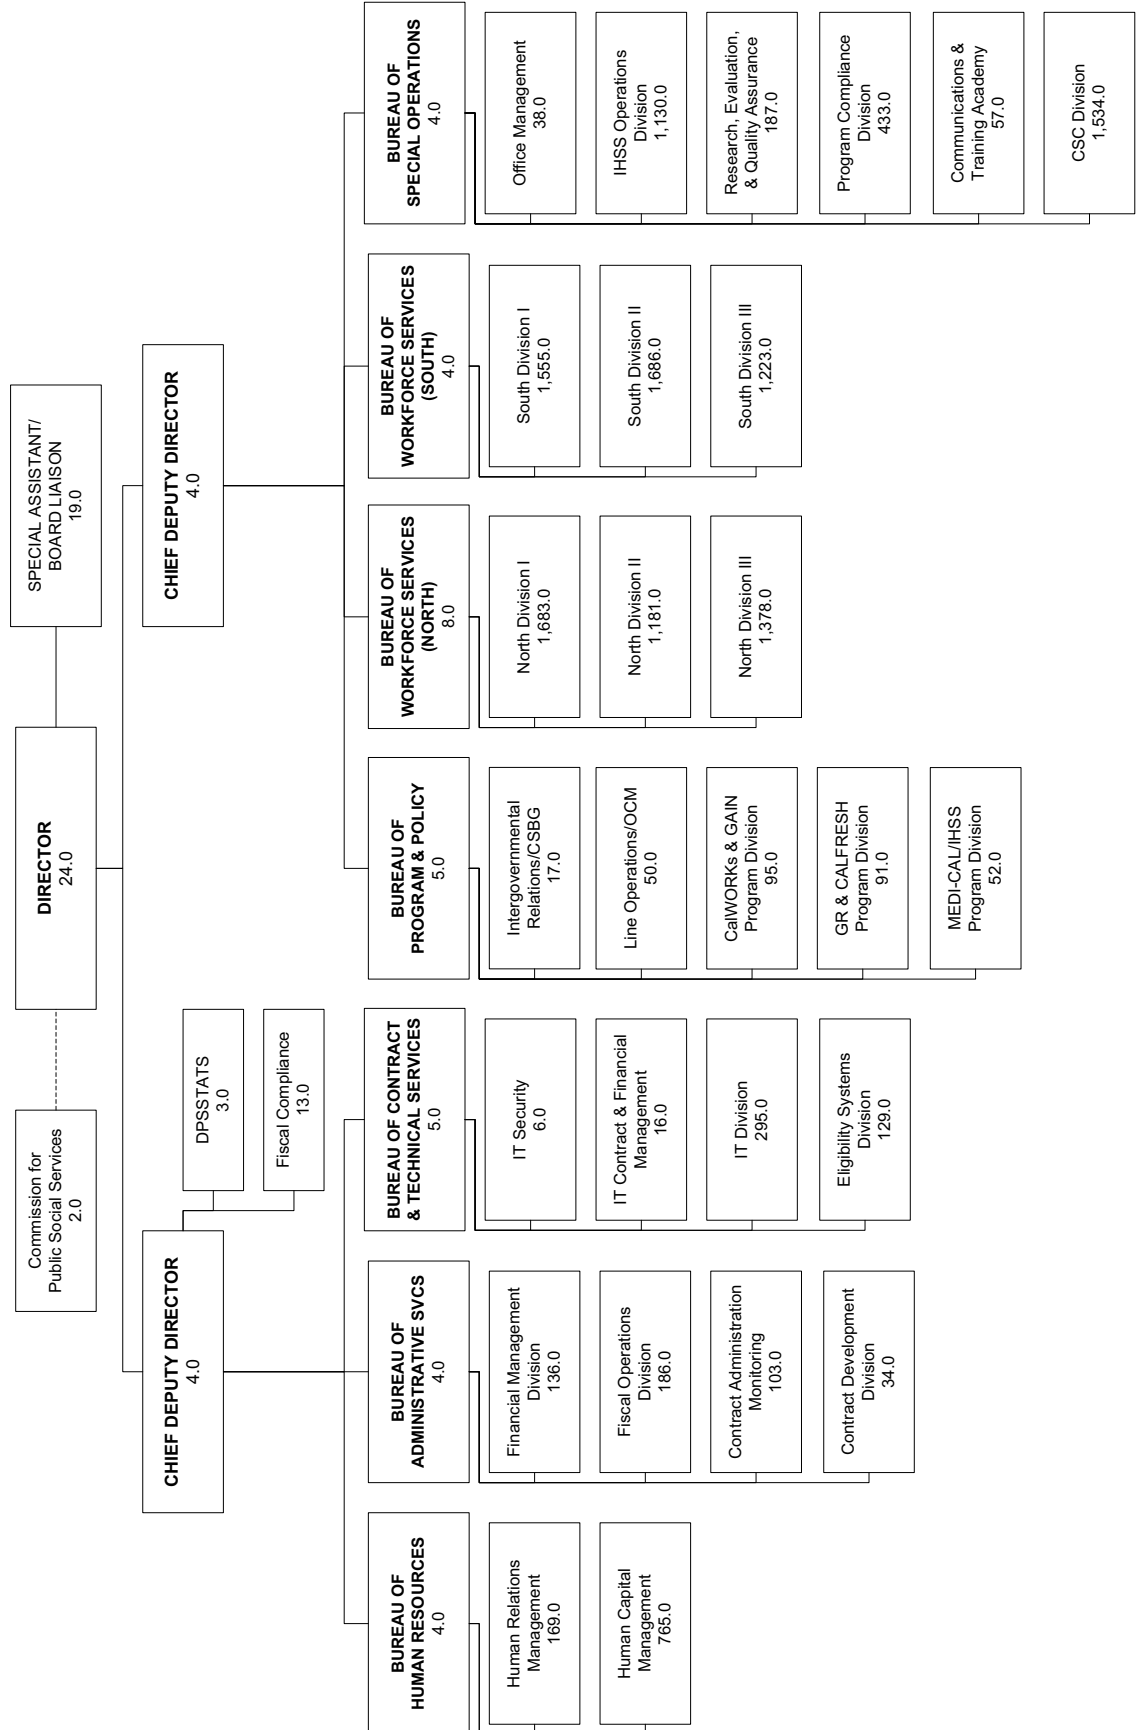 Commission for
Public Social Services
2.0
DIRECTOR
24.0
SPECIAL ASSISTANT/
BOARD LIAISON
19.0
CHIEF DEPUTY DIRECTOR
4.0
DPSSTATS
3.0
Fiscal Compliance
13.0
CHIEF DEPUTY DIRECTOR
4.0
BUREAU OF
HUMAN RESOURCES
4.0
Human Relations
Management
169.0
Human Capital
Management
765.0
BUREAU OF
ADMINISTRATIVE SVCS
4.0
Financial Management
Division
136.0
Fiscal Operations
Division
186.0
Contract Administration
Monitoring
103.0
Contract Development
Division
34.0
BUREAU OF CONTRACT
& TECHNICAL SERVICES
5.0
IT Security
6.0
IT Contract & Financial
Management
16.0
IT Division
295.0
Eligibility Systems
Division
129.0
BUREAU OF
PROGRAM & POLICY
5.0
Intergovernmental
Relations/CSBG
17.0
Line Operations/OCM
50.0
CalWORKs & GAIN
Program Division
95.0
GR & CALFRESH
Program Division
91.0
MEDI-CAL/IHSS
Program Division
52.0
BUREAU OF
WORKFORCE SERVICES
(NORTH)
8.0
North Division I
1,683.0
North Division II
1,181.0
North Division III
1,378.0
BUREAU OF
WORKFORCE SERVICES
(SOUTH)
4.0
South Division I
1,555.0
South Division II
1,686.0
South Division III
1,223.0
BUREAU OF
SPECIAL OPERATIONS
4.0
Office Management
38.0
IHSS Operations
Division
1,130.0
Research, Evaluation,
& Quality Assurance
187.0
Program Compliance
Division
433.0
Communications &
Training Academy
57.0
CSC Division
1,534.0